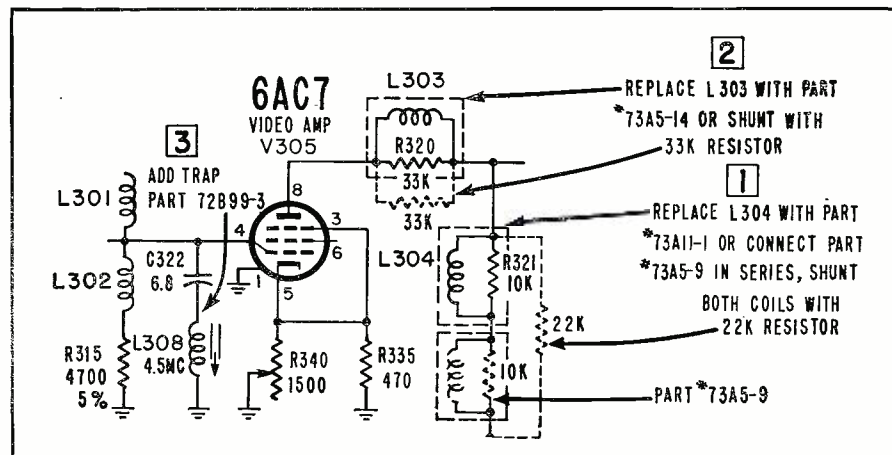 2
L303
REPLACE L303 WITH PART
*73A5-14 OR SHUNT WITH
33K RESISTOR
6AC7
VIDEO AMP
V305
R320
33K
33K
3
ADD TRAP
PART 72B99-3
L301
8
4
3
6
1
5
1
REPLACE L304 WITH PART
*73A11-1 OR CONNECT PART
*73A5-9 IN SERIES, SHUNT
BOTH COILS WITH
22K RESISTOR
L304
R321
10K
22K
L302
C322
6.8
L308
4.5MC
R315
4700
5%
R340
1500
R335
470
10K
PART *73A5-9